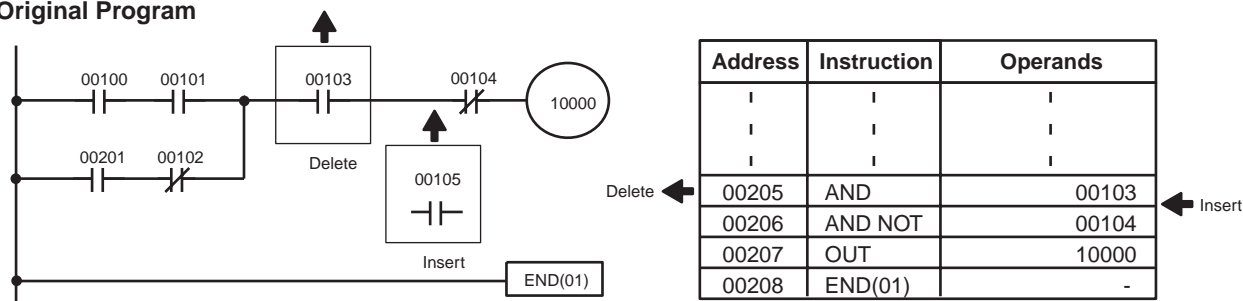 Original Program
00100 00101 00103 00104
10000
00201 00102 Delete
00105
Insert
END(01)
Address Instruction Operands
Delete 00205 AND 00103
Insert
00206 AND NOT 00104
00207 OUT 10000
00208 END(01) -